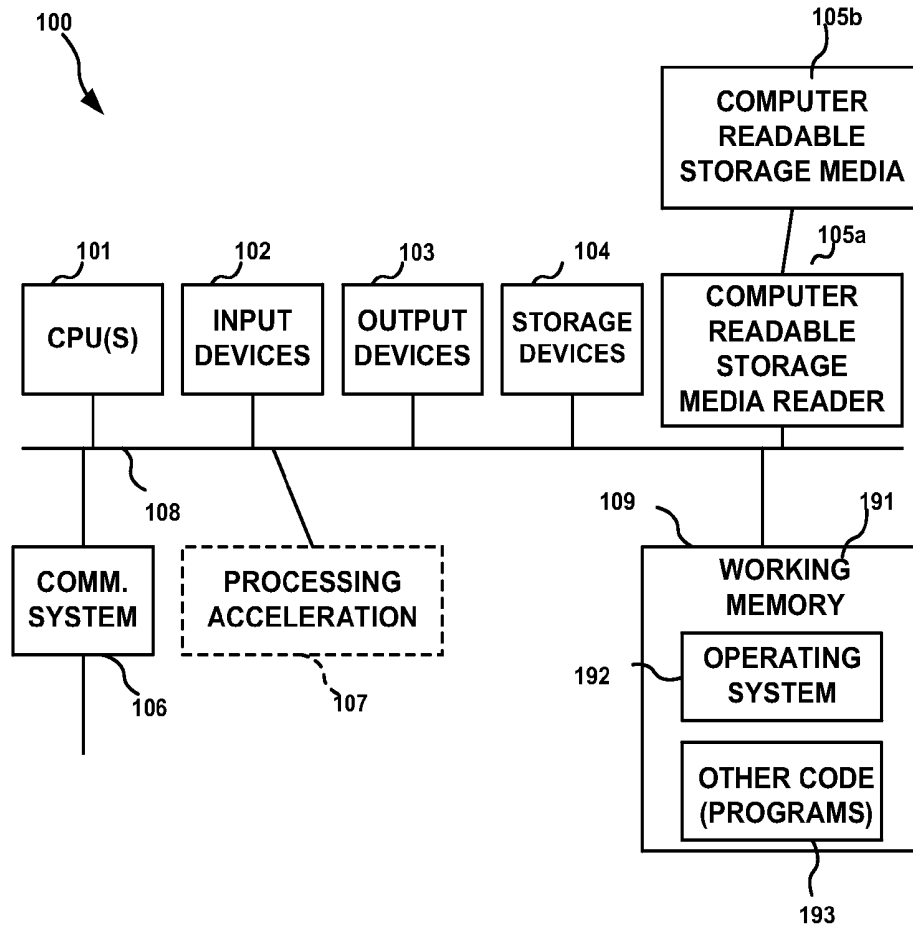 100
105b
COMPUTER
READABLE
STORAGE MEDIA
101
102
103
104
105a
CPU(S)
INPUT
DEVICES
OUTPUT
DEVICES
STORAGE
DEVICES
COMPUTER
READABLE
STORAGE
MEDIA READER
108
109
191
COMM.
SYSTEM
PROCESSING
ACCELERATION
WORKING
MEMORY
192
OPERATING
SYSTEM
106
107
OTHER CODE
(PROGRAMS)
193